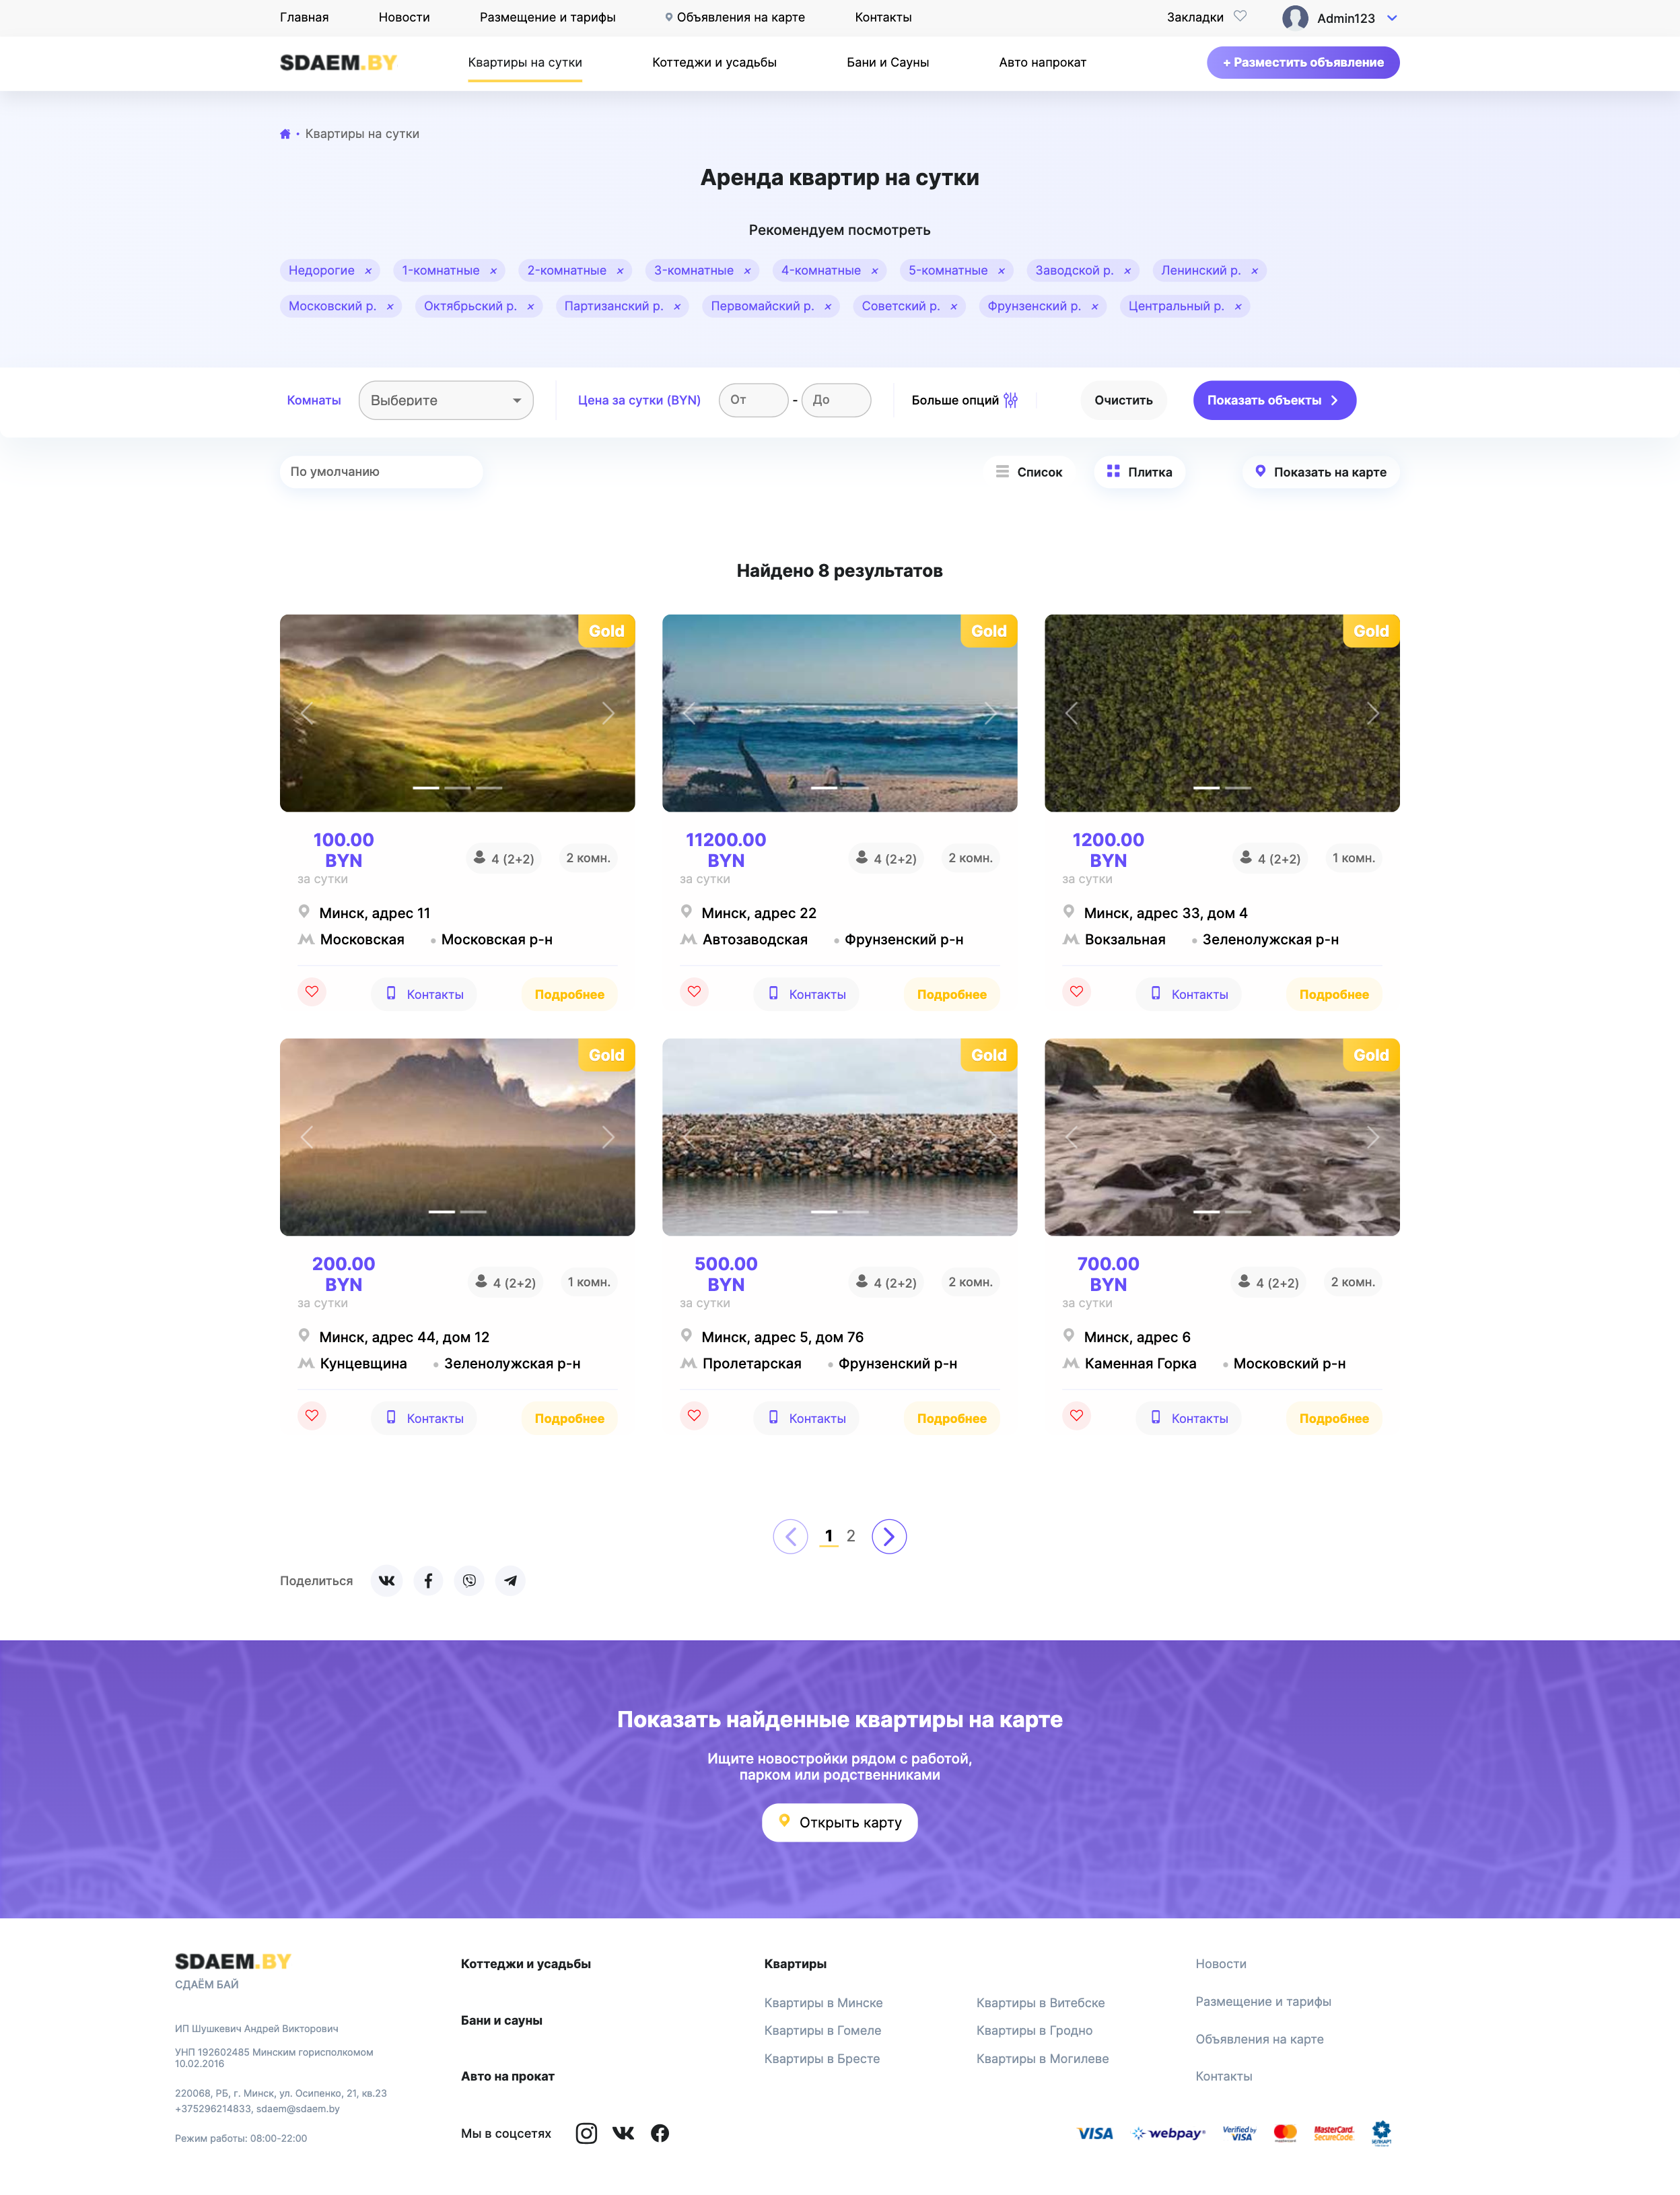 Главная Новости Размещение и тарифы Объявления на карте Контакты Закладки Admin123
SDAEM.BY Квартиры на сутки Коттеджи и усадьбы Бани и Сауны Авто напрокат + Разместить объявление
• Квартиры на сутки
Аренда квартир на сутки
Рекомендуем посмотреть
Недорогие × 1-комнатные × 2-комнатные × 3-комнатные × 4-комнатные × 5-комнатные × Заводской р. × Ленинский р. ×
Московский р. × Октябрьский р. × Партизанский р. × Первомайский р. × Советский р. × Фрунзенский р. × Центральный р. ×
Комнаты Выберите Цена за сутки (BYN) От - До Больше опций Очистить Показать объекты
По умолчанию Список Плитка Показать на карте
Найдено 8 результатов
Gold
100.00
BYN
за сутки
4 (2+2) 2 комн.
Минск, адрес 11
Московская • Московская р-н
Контакты Подробнее
Gold
11200.00
BYN
за сутки
4 (2+2) 2 комн.
Минск, адрес 22
Автозаводская • Фрунзенский р-н
Контакты Подробнее
Gold
1200.00
BYN
за сутки
4 (2+2) 1 комн.
Минск, адрес 33, дом 4
Вокзальная • Зеленолужская р-н
Контакты Подробнее
Gold
200.00
BYN
за сутки
4 (2+2) 1 комн.
Минск, адрес 44, дом 12
Кунцевщина • Зеленолужская р-н
Контакты Подробнее
Gold
500.00
BYN
за сутки
4 (2+2) 2 комн.
Минск, адрес 5, дом 76
Пролетарская • Фрунзенский р-н
Контакты Подробнее
Gold
700.00
BYN
за сутки
4 (2+2) 2 комн.
Минск, адрес 6
Каменная Горка • Московский р-н
Контакты Подробнее
1 2
Поделиться
Показать найденные квартиры на карте
Ищите новостройки рядом с работой,
парком или родственниками
Открыть карту
SDAEM.BY
СДАЁМ БАЙ
ИП Шушкевич Андрей Викторович
УНП 192602485 Минским горисполкомом
10.02.2016
220068, РБ, г. Минск, ул. Осипенко, 21, кв.23
+375296214833, sdaem@sdaem.by
Режим работы: 08:00-22:00
Коттеджи и усадьбы
Бани и сауны
Авто на прокат
Квартиры
Квартиры в Минске
Квартиры в Гомеле
Квартиры в Бресте
Квартиры в Витебске
Квартиры в Гродно
Квартиры в Могилеве
Новости
Размещение и тарифы
Объявления на карте
Контакты
Мы в соцсетях
VISA webpay Verified by VISA MasterCard. SecureCode.